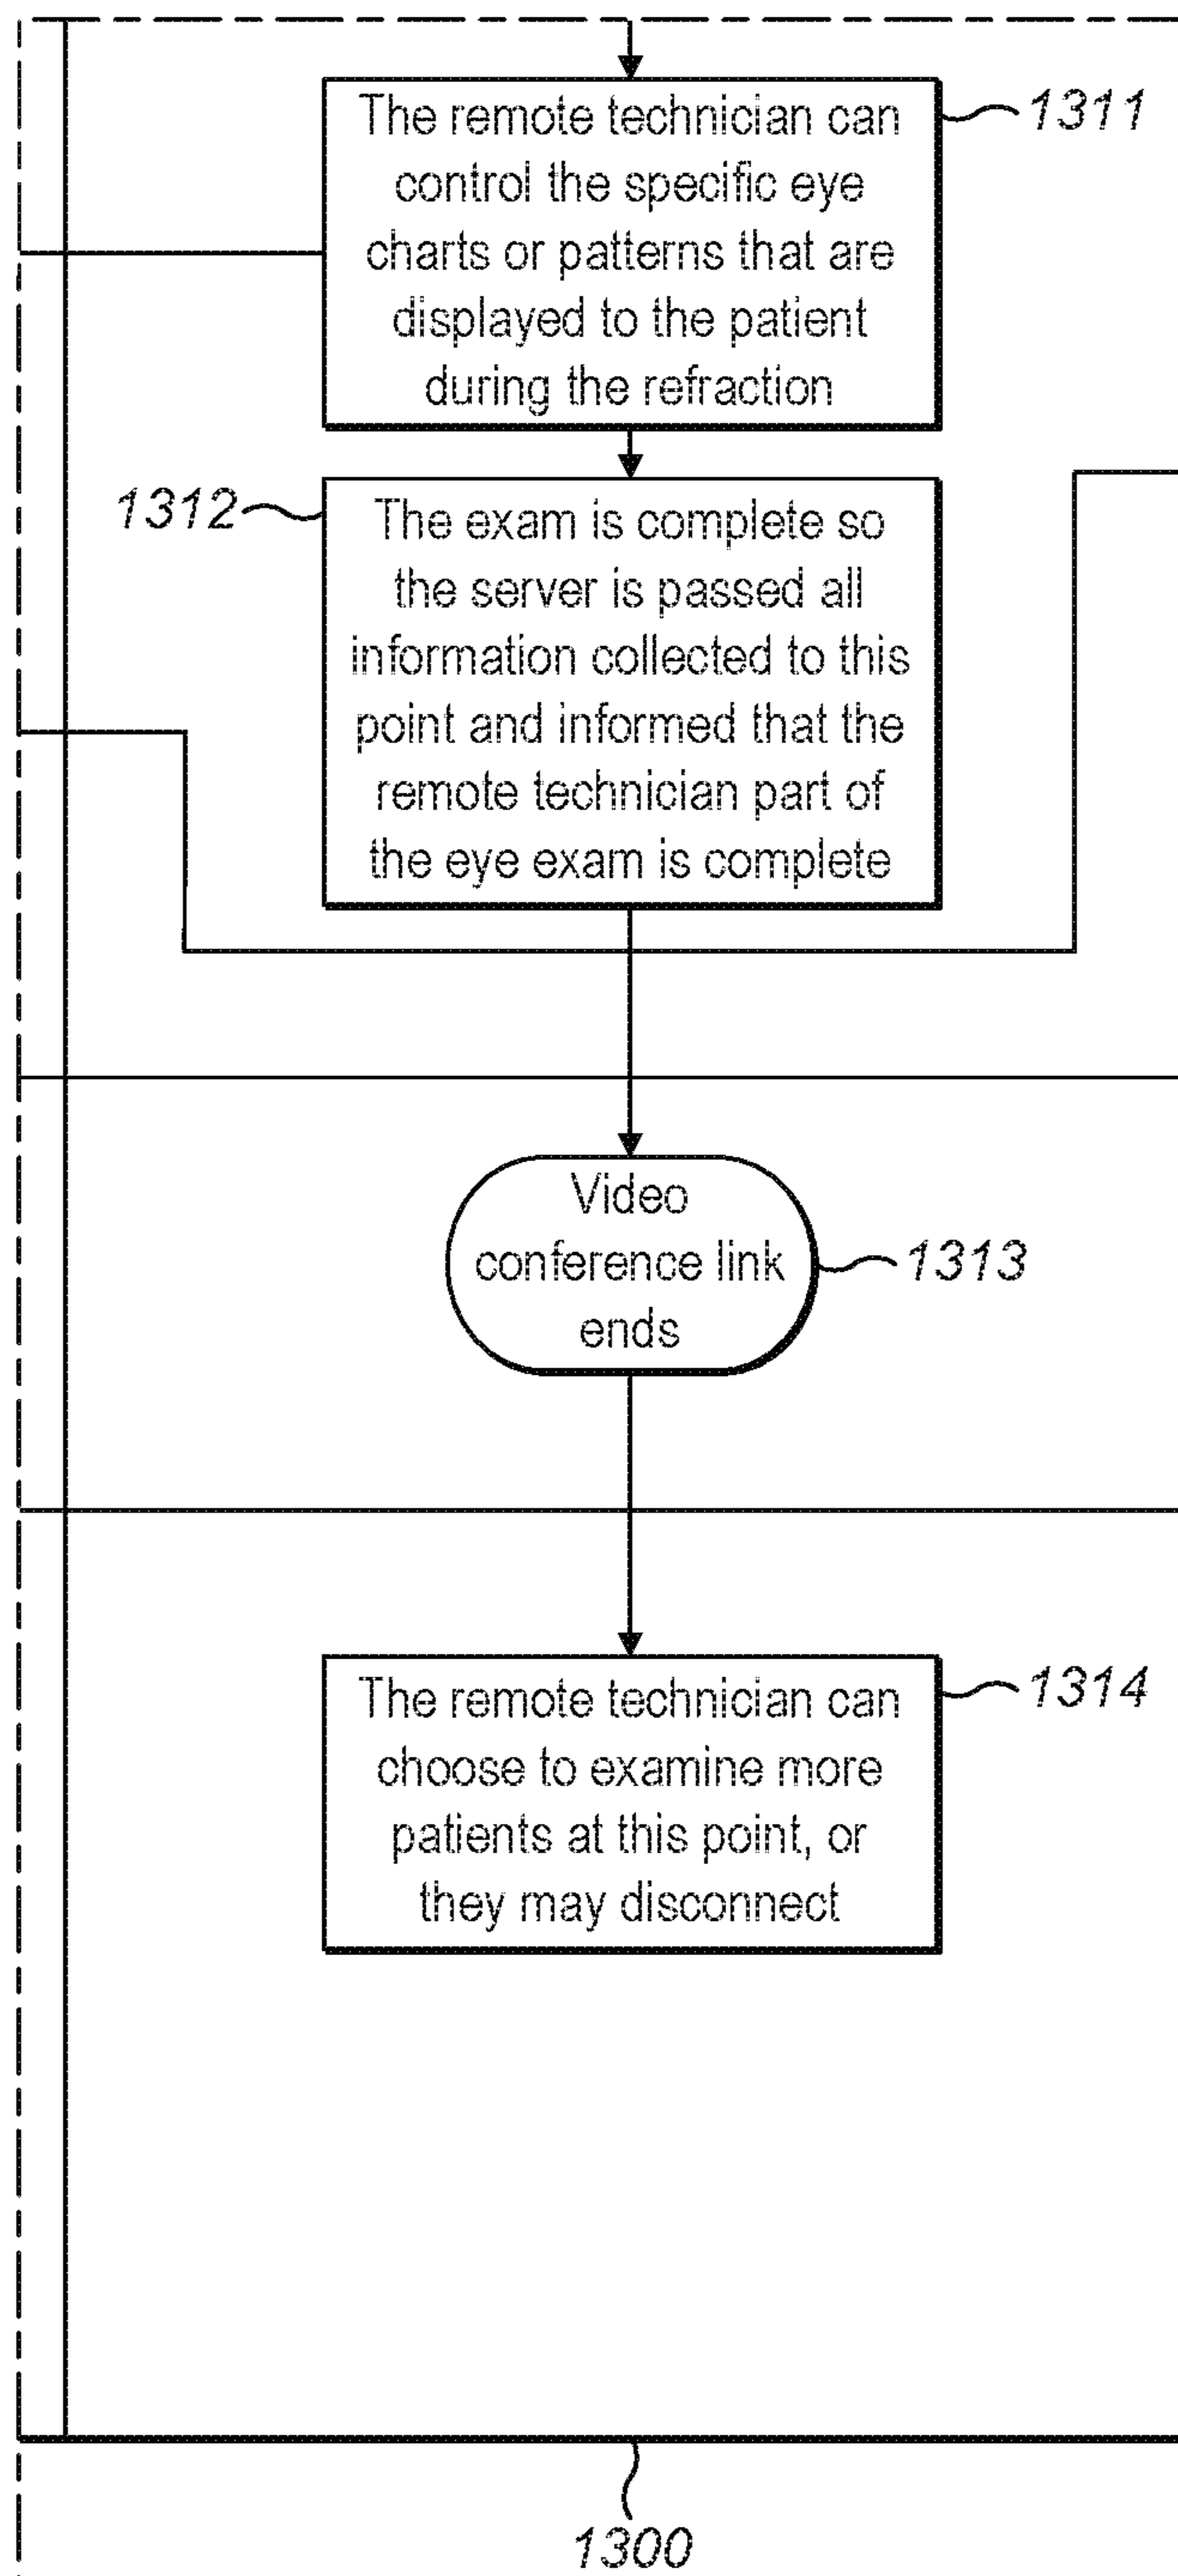 The remote technician can
control the specific eye
charts or patterns that are
displayed to the patient
during the refraction
1311
1312
The exam is complete so
the server is passed all
information collected to this
point and informed that the
remote technician part of
the eye exam is complete
Video
conference link
ends
1313
The remote technician can
choose to examine more
patients at this point, or
they may disconnect
1314
1300